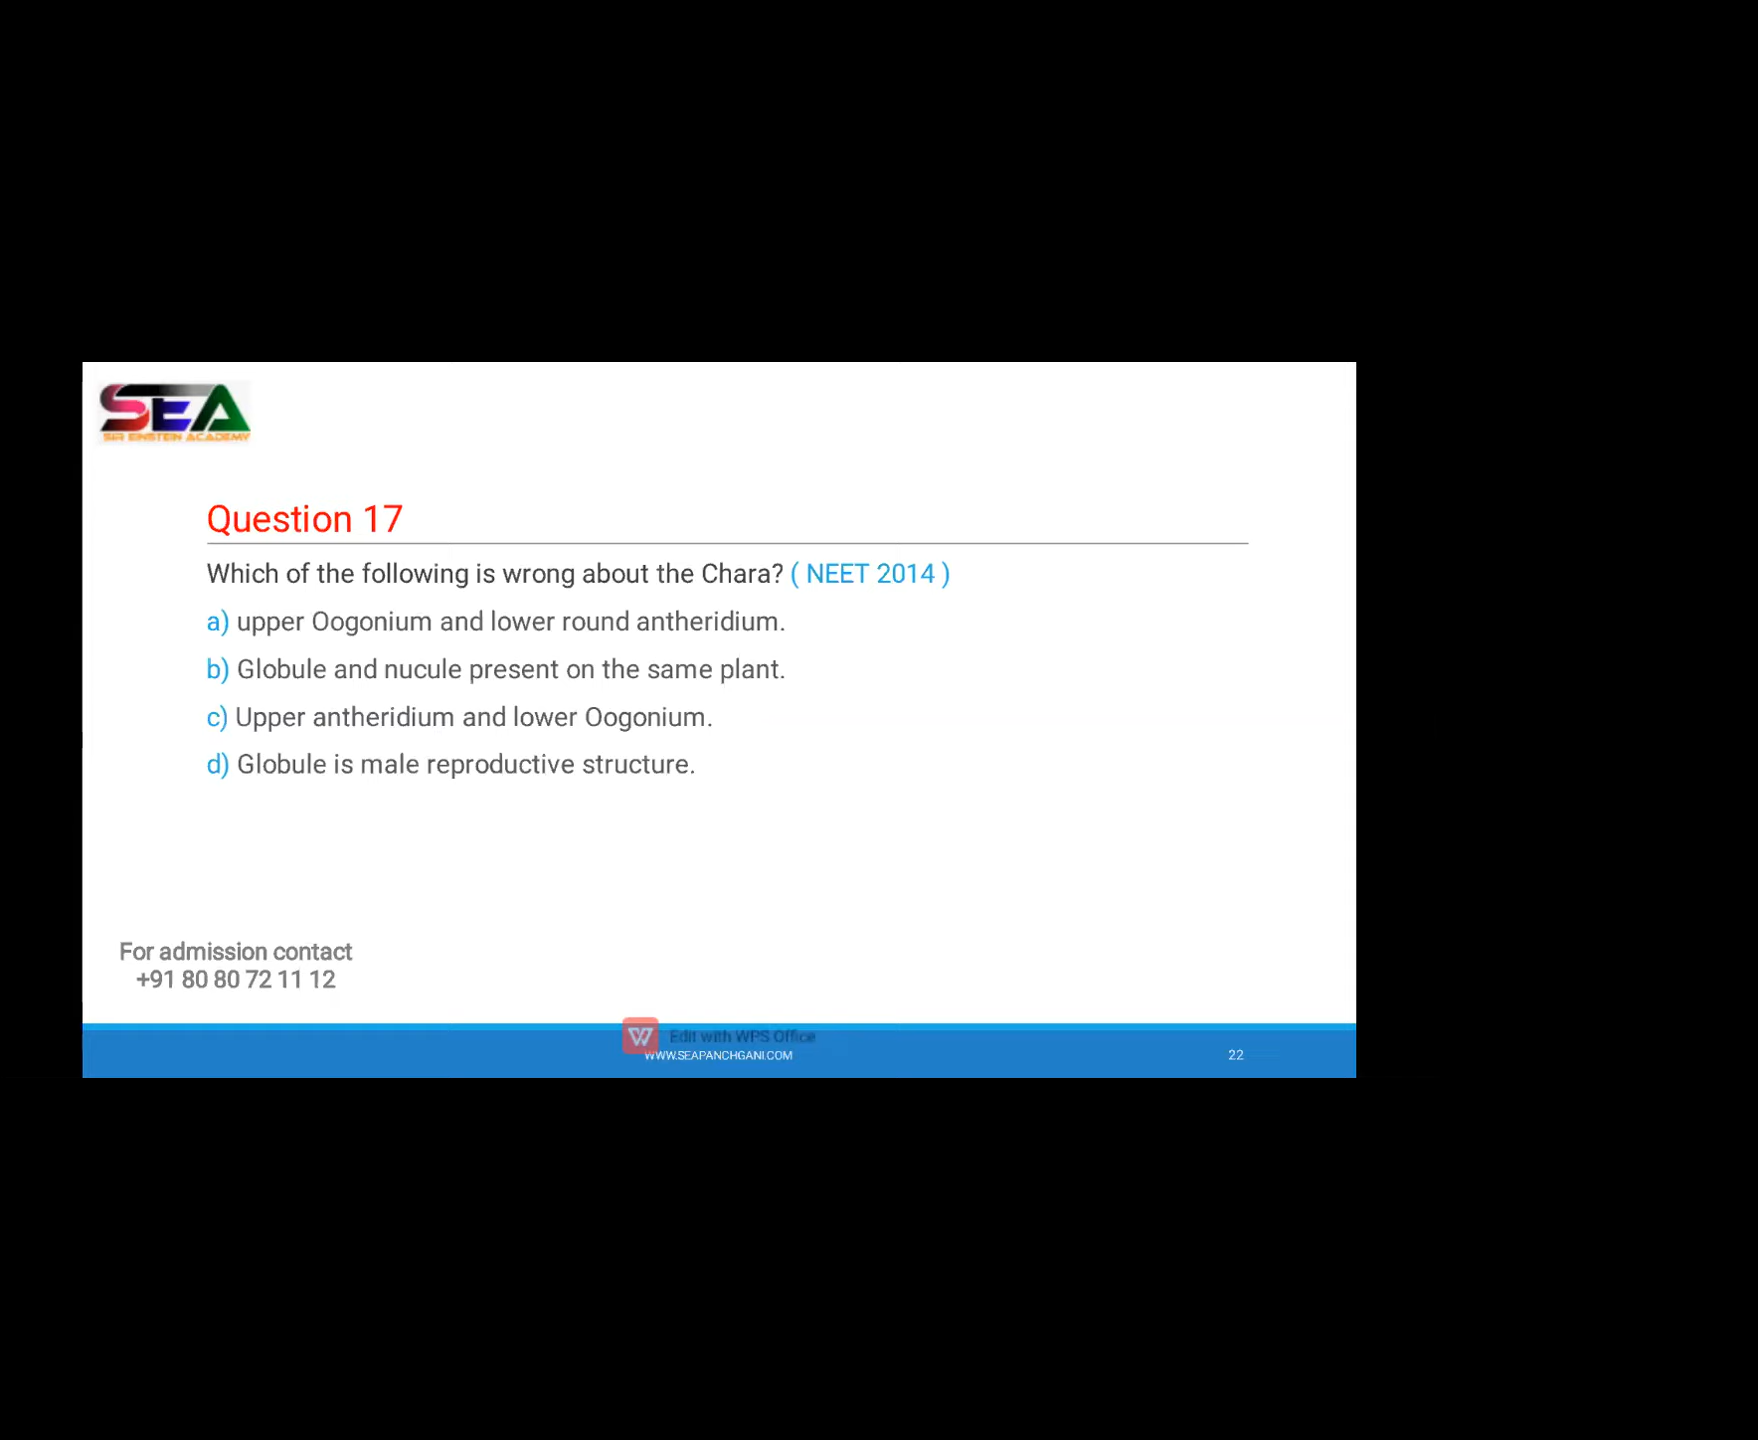 SEA
SIR EINSTEIN ACADEMY
Question 17
Which of the following is wrong about the Chara? ( NEET 2014 )
a) upper Oogonium and lower round antheridium.
b) Globule and nucule present on the same plant.
c) Upper antheridium and lower Oogonium.
d) Globule is male reproductive structure.
For admission contact
+91 80 80 72 11 12
Edit with WPS Office
WWW.SEAPANCHGANI.COM
22